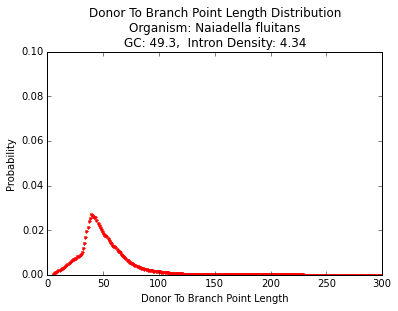 Donor To Branch Point Length Distribution
Organism: Naiadella fluitans
GC: 49.3,  Intron Density: 4.34
0.10
0.08
0.06
0.04
0.02
0.00
Probability
0 50 100 150 200 250 300
Donor To Branch Point Length